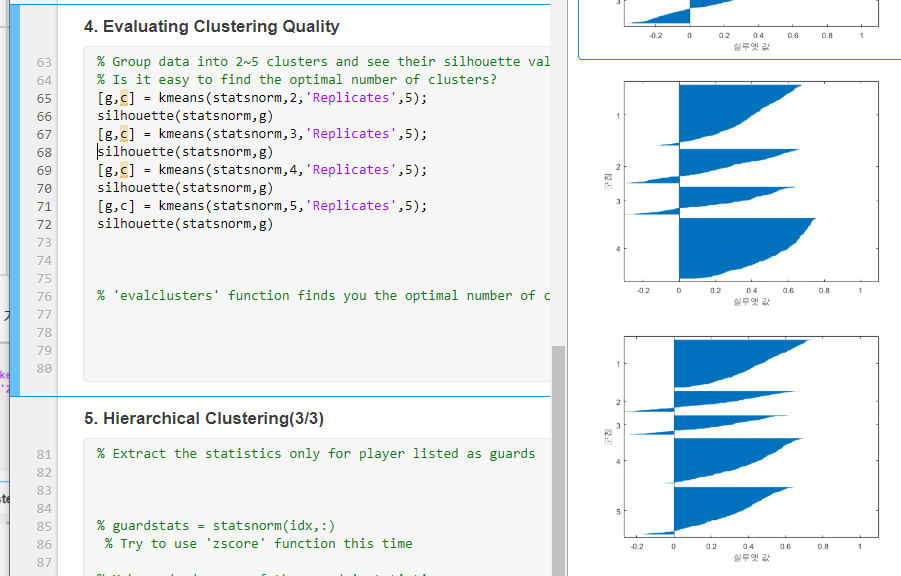 4. Evaluating Clustering Quality
63 % Group data into 2~5 clusters and see their silhouette val
64 % Is it easy to find the optimal number of clusters?
65 [g,c] = kmeans(statsnorm,2,'Replicates',5);
66 silhouette(statsnorm,g)
67 [g,c] = kmeans(statsnorm,3,'Replicates',5);
68 silhouette(statsnorm,g)
69 [g,c] = kmeans(statsnorm,4,'Replicates',5);
70 silhouette(statsnorm,g)
71 [g,c] = kmeans(statsnorm,5,'Replicates',5);
72 silhouette(statsnorm,g)
73
74
75
76 % 'evalclusters' function finds you the optimal number of c
77
78
79
80
5. Hierarchical Clustering(3/3)
81 % Extract the statistics only for player listed as guards
82
83
84
85 % guardstats = statsnorm(idx,:)
86 % Try to use 'zscore' function this time
87
3
-0.2 0 0.2 0.4 0.6 0.8 1
실루엣 값
1
2
3
4
군집
-0.2 0 0.2 0.4 0.6 0.8 1
실루엣 값
1
2
3
4
5
군집
-0.2 0 0.2 0.4 0.6 0.8 1
실루엣 값